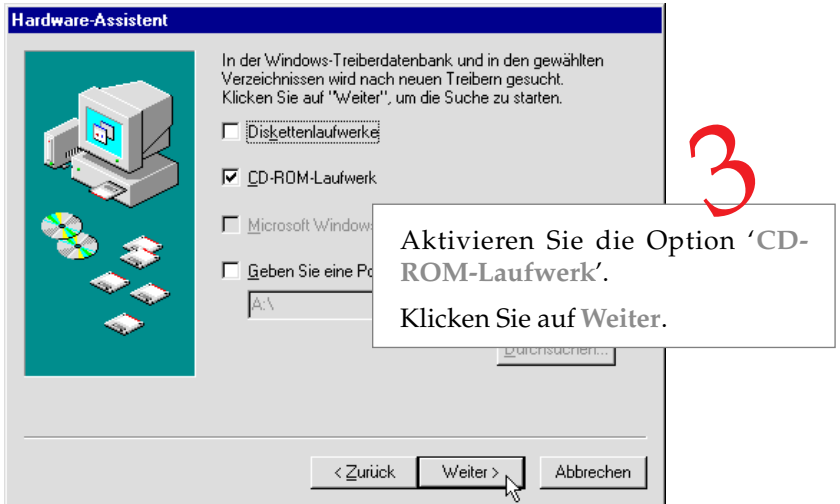 Hardware-Assistent
In der Windows-Treiberdatenbank und in den gewählten
Verzeichnissen wird nach neuen Treibern gesucht.
Klicken Sie auf "Weiter", um die Suche zu starten.
Diskettenlaufwerke
CD-ROM-Laufwerk
Microsoft Windows
Geben Sie eine Po
A:\
Durchsuchen...
3
Aktivieren Sie die Option ‘CD-
ROM-Laufwerk’.
Klicken Sie auf Weiter.
< Zurück
Weiter >
Abbrechen